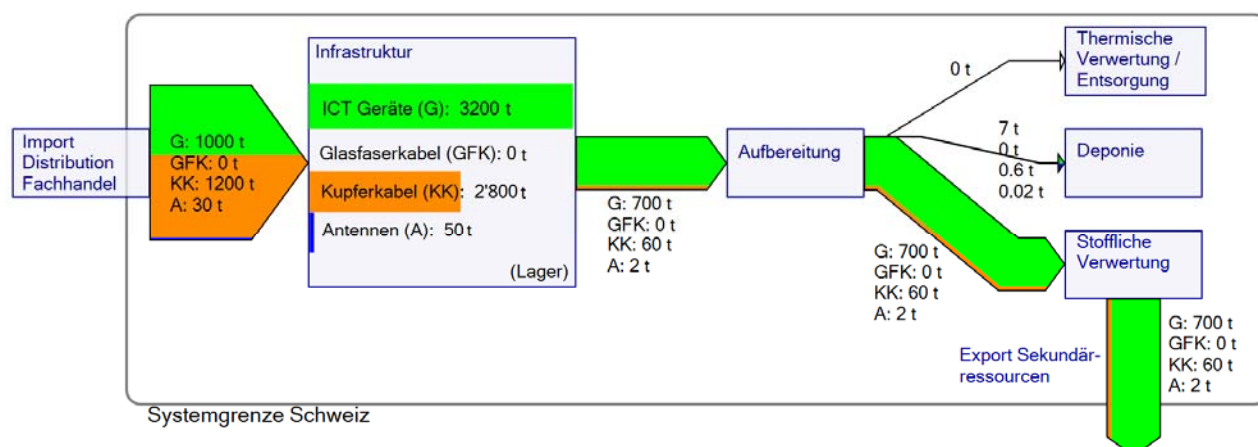 Import
Distribution
Fachhandel
G: 1000 t
GFK: 0 t
KK: 1200 t
A: 30 t
Infrastruktur
ICT Geräte (G): 3200 t
Glasfaserkabel (GFK): 0 t
Kupferkabel (KK): 2'800 t
Antennen (A): 50 t
(Lager)
G: 700 t
GFK: 0 t
KK: 60 t
A: 2 t
Aufbereitung
0 t
Thermische
Verwertung /
Entsorgung
7 t
0 t
0.6 t
0.02 t
Deponie
G: 700 t
GFK: 0 t
KK: 60 t
A: 2 t
Stoffliche
Verwertung
Export Sekundär-
ressourcen
G: 700 t
GFK: 0 t
KK: 60 t
A: 2 t
Systemgrenze Schweiz